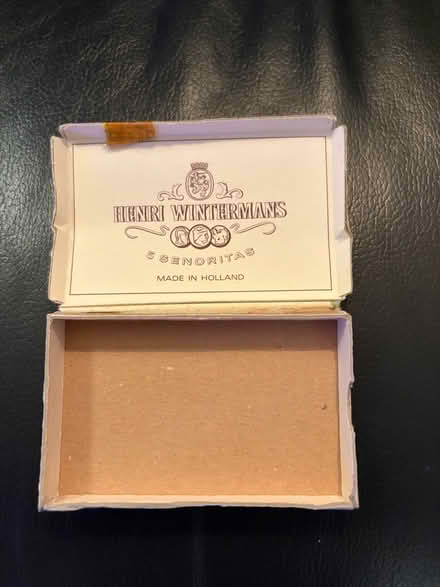 HENRI WINTERMANS
5 SENORITAS
MADE IN HOLLAND